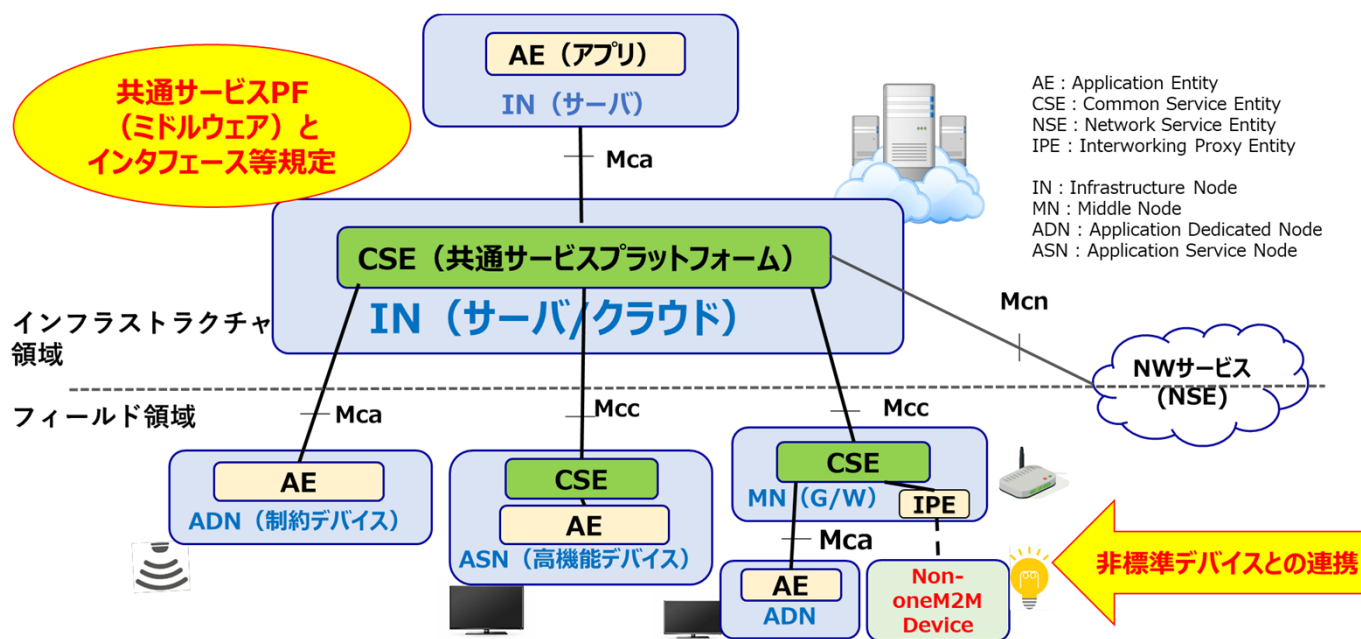 AE（アプリ）
IN（サーバ）
共通サービスPF
（ミドルウェア）と
インタフェース等規定
Mca
AE : Application Entity
CSE : Common Service Entity
NSE : Network Service Entity
IPE : Interworking Proxy Entity
IN : Infrastructure Node
MN : Middle Node
ADN : Application Dedicated Node
ASN : Application Service Node
CSE（共通サービスプラットフォーム）
IN（サーバ/クラウド）
Mcn
インフラストラクチャ
領域
NWサービス
(NSE)
フィールド領域
Mca
Mcc
Mcc
AE
ADN（制約デバイス）
CSE
AE
ASN（高機能デバイス）
CSE
MN（G/W）
IPE
Mca
AE
ADN
Non-
oneM2M
Device
非標準デバイスとの連携